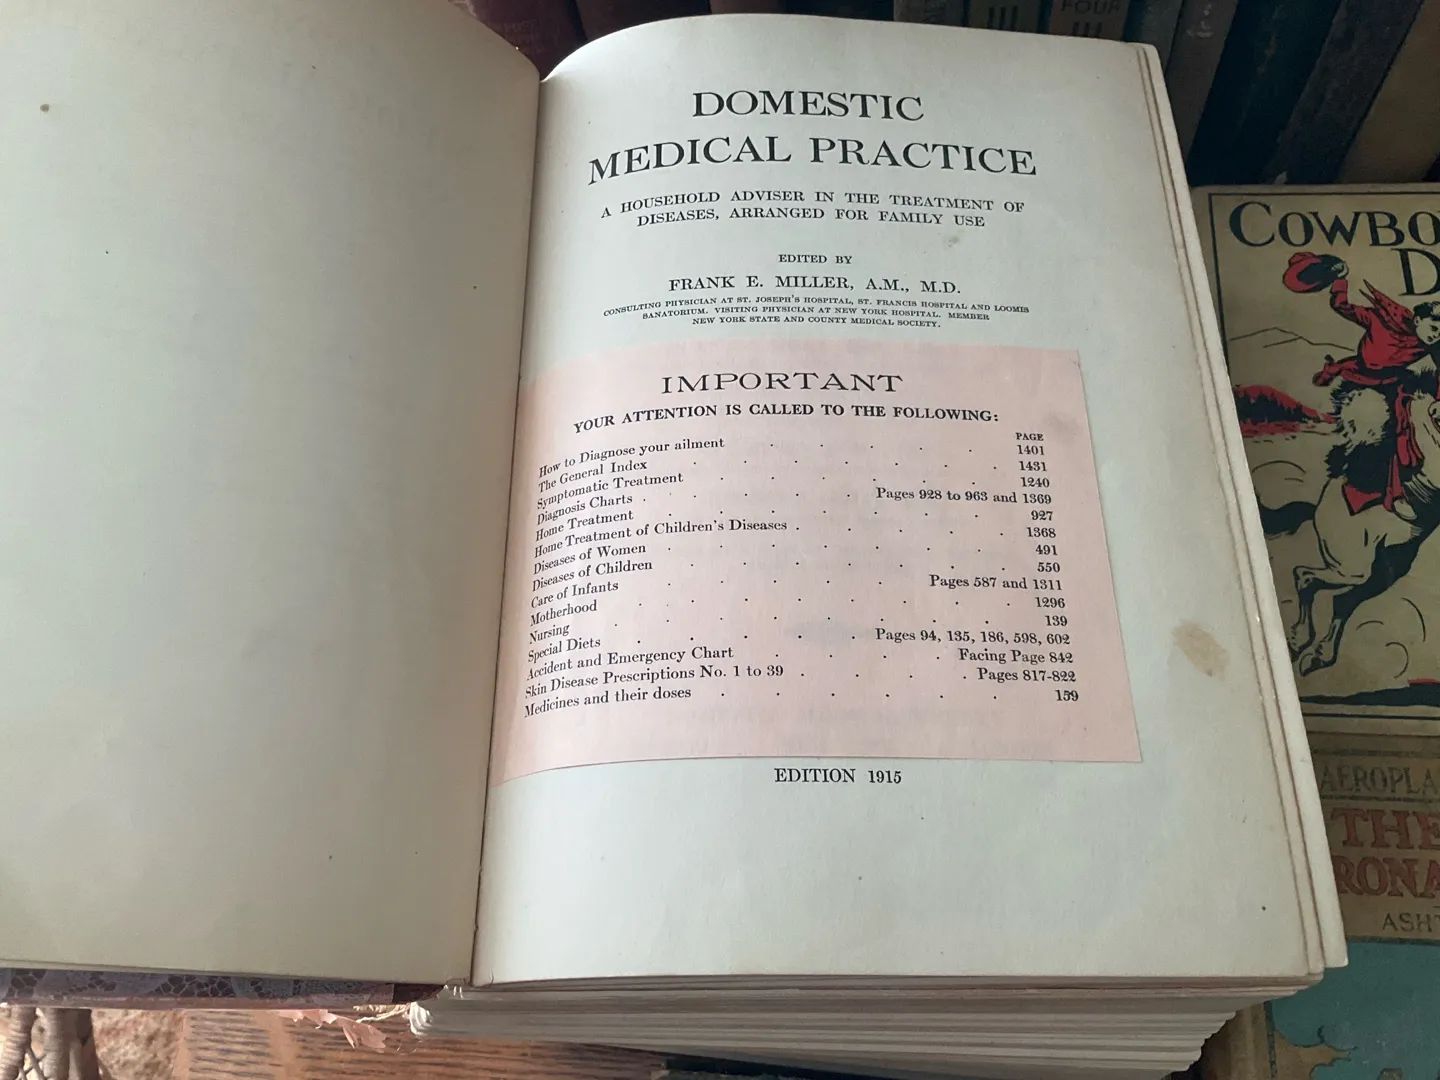 DOMESTIC
MEDICAL PRACTICE
A HOUSEHOLD ADVISER IN THE TREATMENT OF
DISEASES, ARRANGED FOR FAMILY USE
EDITED BY
FRANK E. MILLER, A.M., M.D.
CONSULTING PHYSICIAN AT ST. JOSEPH'S HOSPITAL, ST. FRANCIS HOSPITAL AND LOOMIS
SANATORIUM. VISITING PHYSICIAN AT NEW YORK HOSPITAL. MEMBER
NEW YORK STATE AND COUNTY MEDICAL SOCIETY.
IMPORTANT
YOUR ATTENTION IS CALLED TO THE FOLLOWING:
PAGE
How to Diagnose your ailment . . . . . 1401
The General Index . . . . . . . 1431
Symptomatic Treatment . . . . . . 1240
Diagnosis Charts . . . . . Pages 928 to 963 and 1369
Home Treatment . . . . . . . 927
Home Treatment of Children's Diseases . . . . . 1368
Diseases of Women . . . . . . . 491
Diseases of Children . . . . . . . 550
Care of Infants . . . . . Pages 587 and 1311
Motherhood . . . . . . . . 1296
Nursing . . . . . . . . 139
Special Diets . . . . . Pages 94, 135, 186, 598, 602
Accident and Emergency Chart . . . . Facing Page 842
Skin Disease Prescriptions No. 1 to 39 . . . . Pages 817-822
Medicines and their doses . . . . . . 159
EDITION 1915
FOUR
III
III
COWBO
D
AEROPLA
THE
RONA
ASHT